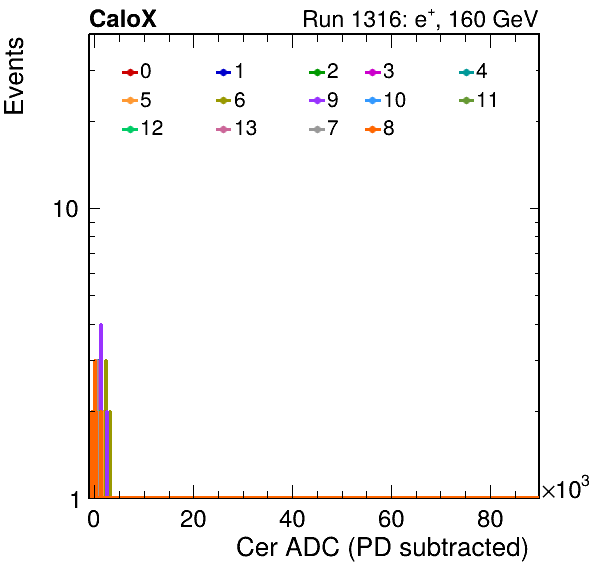 CaloX Run 1316: e+, 160 GeV
Events
0 1 2 3 4
5 6 9 10 11
12 13 7 8
10
1
0 20 40 60 80
×10³
Cer ADC (PD subtracted)